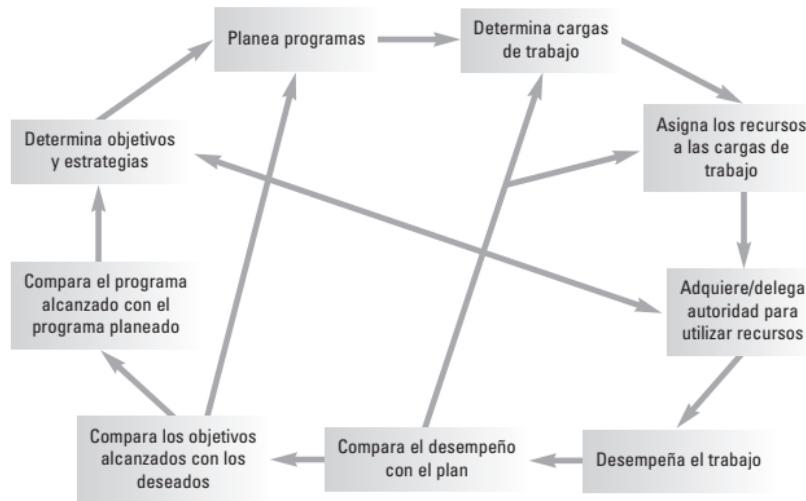 Planea programas
Determina cargas
de trabajo
Asigna los recursos
a las cargas de
trabajo
Adquiere/delega
autoridad para
utilizar recursos
Desempeña el trabajo
Compara el desempeño
con el plan
Compara los objetivos
alcanzados con los
deseados
Compara el programa
alcanzado con el
programa planeado
Determina objetivos
y estrategias